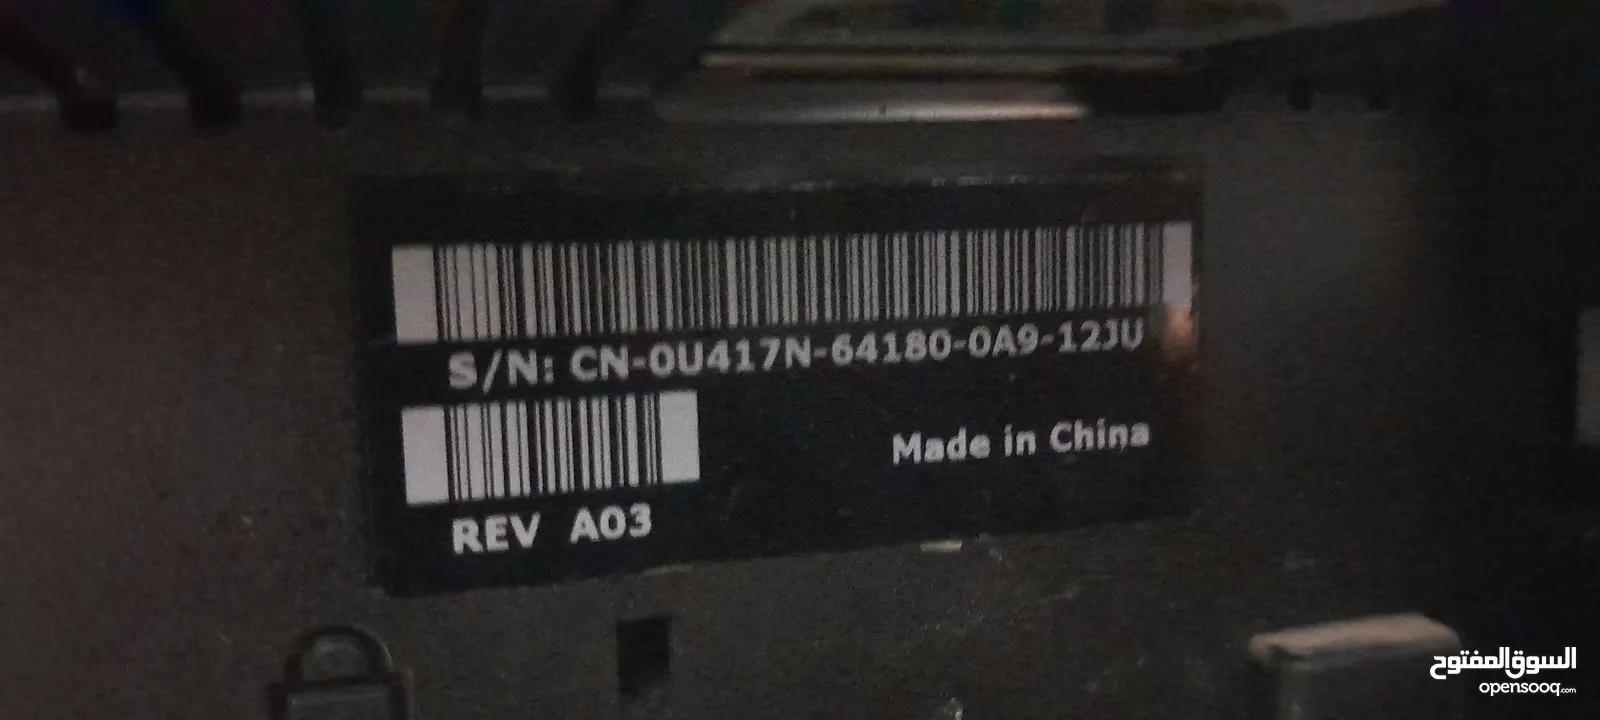 S/N: CN-0U417N-64180-0A9-12JU
REV A03
Made in China
السوق المفتوح
opensooq.com